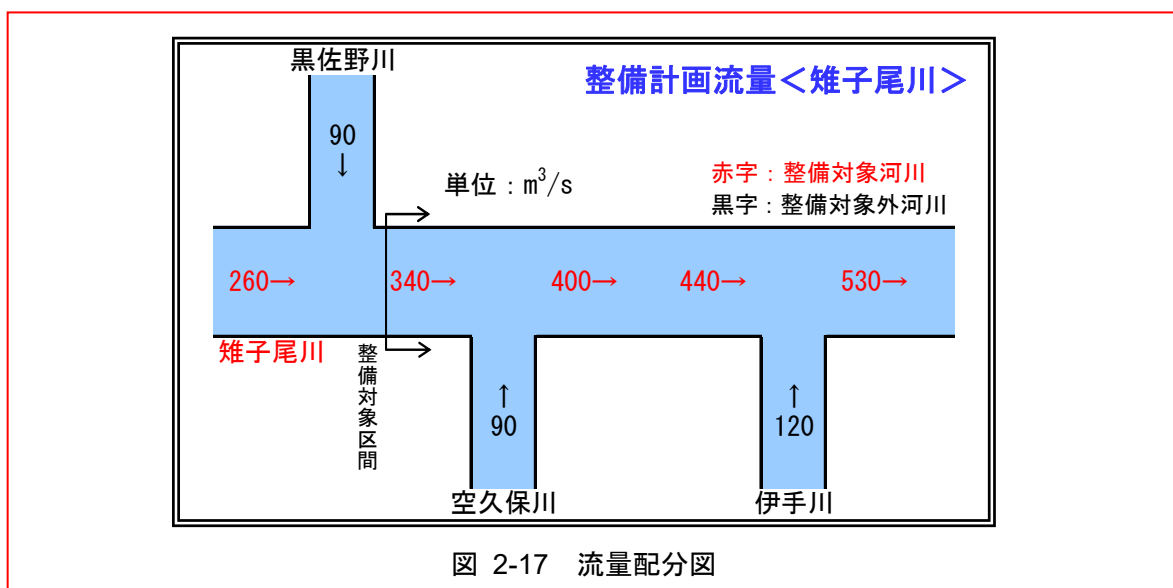 黒佐野川
整備計画流量＜雉子尾川＞
90
↓
単位：m³/s
赤字：整備対象河川
黒字：整備対象外河川
260→
340→
400→
440→
530→
雉子尾川
整備対象区間
↑
90
↑
120
空久保川
伊手川
図 2-17 流量配分図